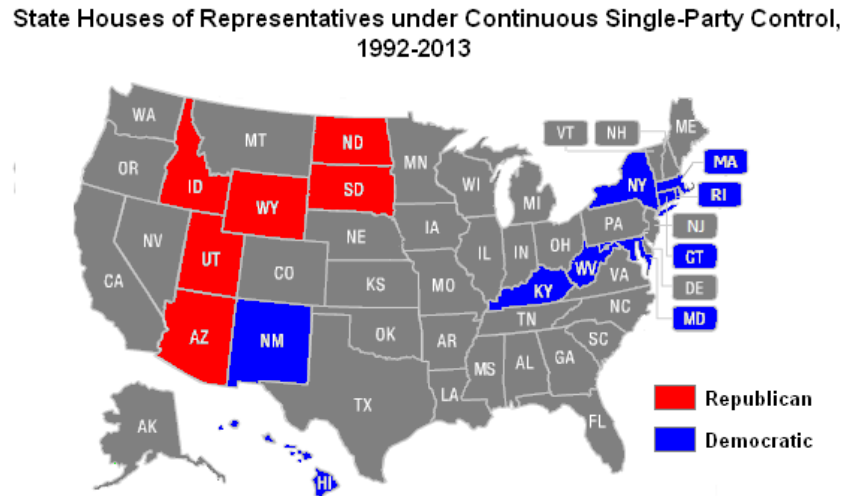 State Houses of Representatives under Continuous Single-Party Control,
1992-2013
WA
MT
ND
MN
VT
NH
ME
OR
ID
WY
SD
WI
MI
NY
MA
RI
NV
UT
CO
NE
IA
IL
IN
OH
PA
NJ
GT
CA
KS
MO
KY
WV
VA
DE
MD
AZ
NM
OK
AR
TN
NC
SC
TX
LA
MS
AL
GA
FL
AK
HI
Republican
Democratic